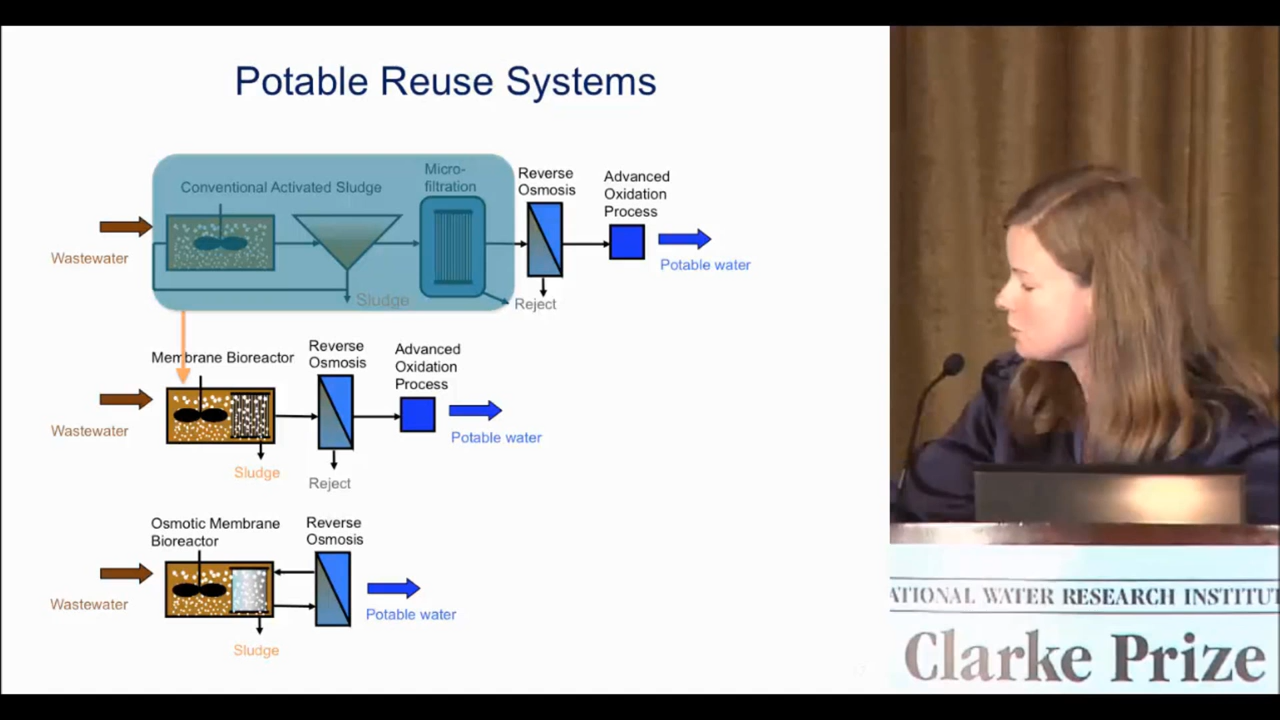 Potable Reuse Systems
Conventional Activated Sludge
Micro-
filtration
Reverse
Osmosis
Advanced
Oxidation
Process
Wastewater
Sludge
Reject
Potable water
Membrane Bioreactor
Reverse
Osmosis
Advanced
Oxidation
Process
Wastewater
Sludge
Reject
Potable water
Osmotic Membrane
Bioreactor
Reverse
Osmosis
Wastewater
Sludge
Potable water
ATIONAL WATER RESEARCH INSTITUT
Clarke Prize